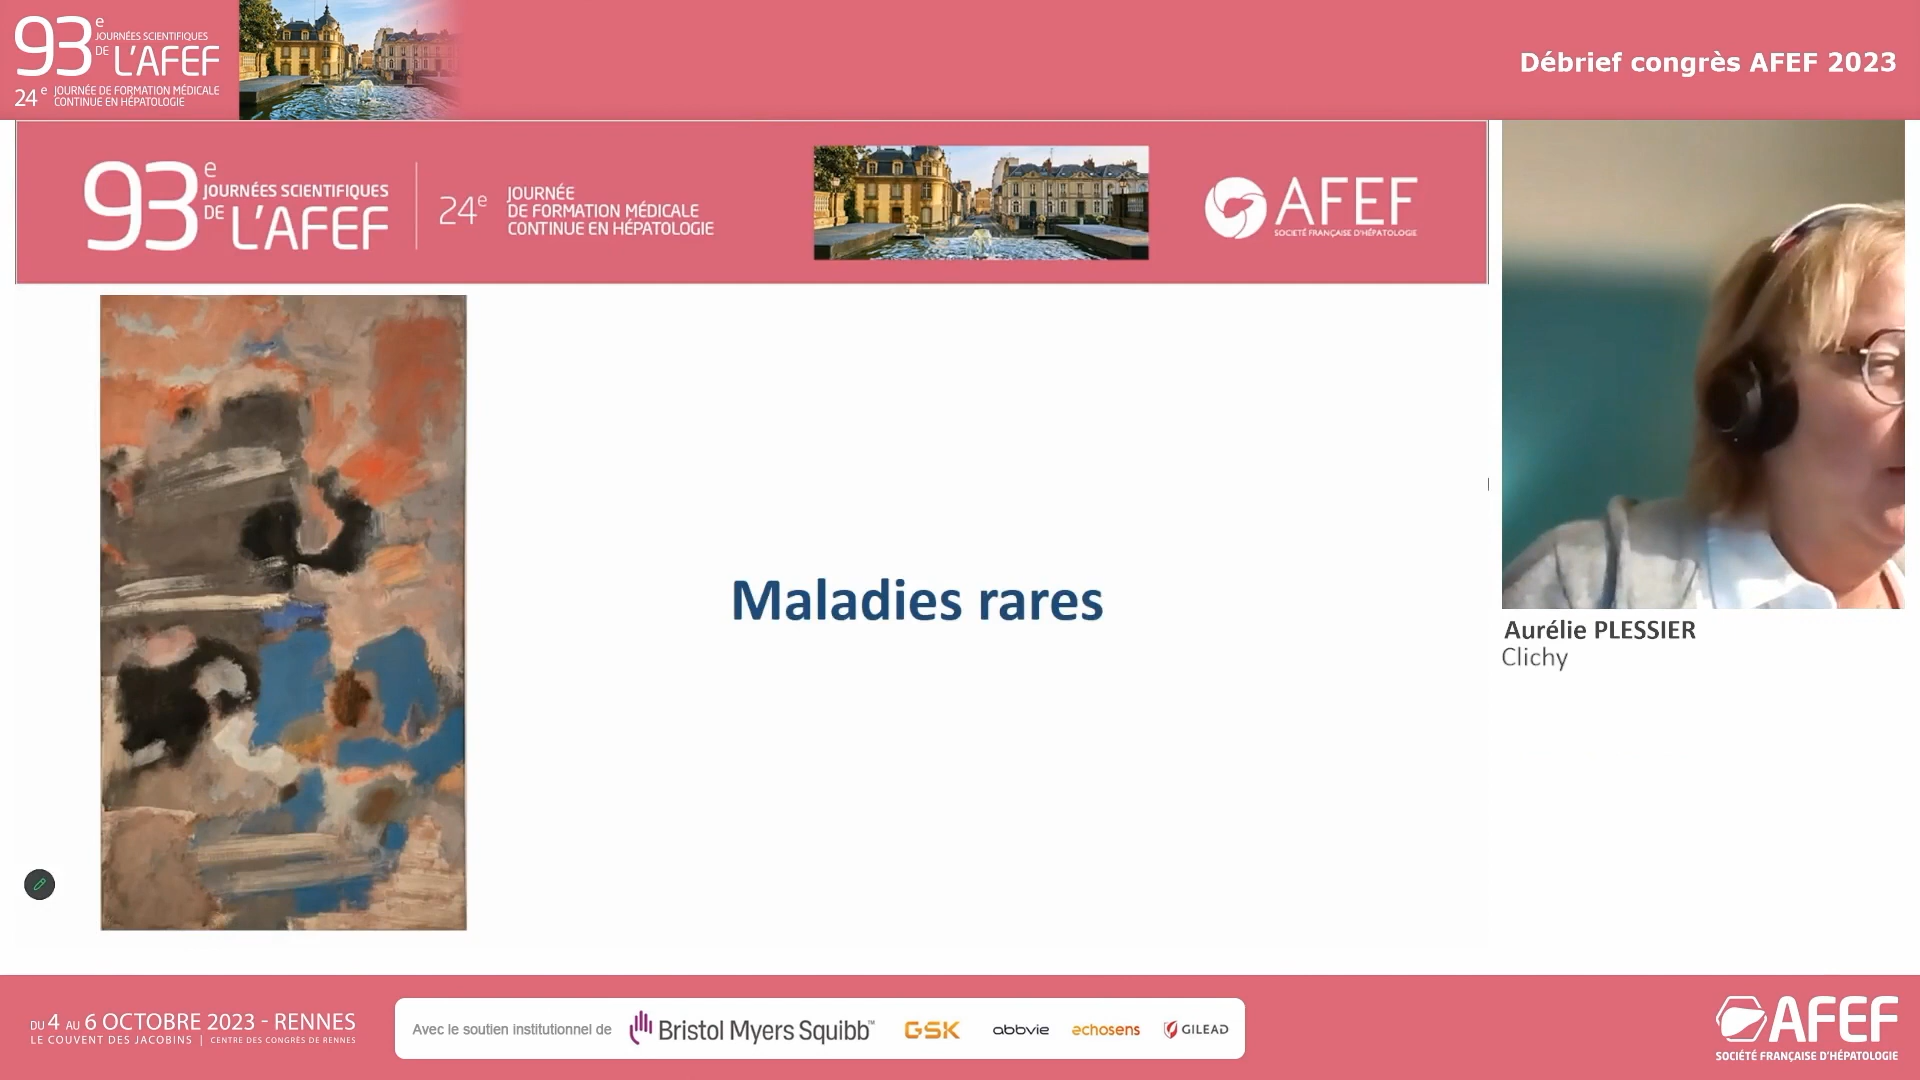 93e JOURNÉES SCIENTIFIQUES
DE L'AFEF
24e JOURNÉE DE FORMATION MÉDICALE
CONTINUE EN HÉPATOLOGIE
Débrief congrès AFEF 2023
93e JOURNÉES SCIENTIFIQUES
DE L'AFEF
24e JOURNÉE
DE FORMATION MÉDICALE
CONTINUE EN HÉPATOLOGIE
AFEF
SOCIÉTÉ FRANÇAISE D'HÉPATOLOGIE
Maladies rares
Aurélie PLESSIER
Clichy
DU 4 AU 6 OCTOBRE 2023 - RENNES
LE COUVENT DES JACOBINS | CENTRE DES CONGRÈS DE RENNES
Avec le soutien institutionnel de
Bristol Myers Squibb™
GSK
abbvie
echosens
GILEAD
AFEF
SOCIÉTÉ FRANÇAISE D'HÉPATOLOGIE